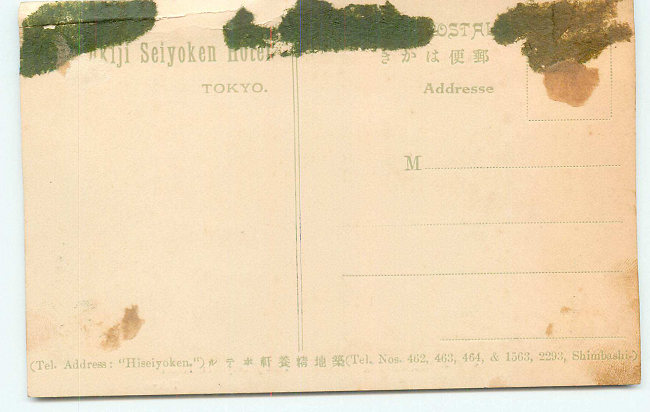 Seiyoken Hotel
TOKYO.
POSTAL
郵便はかき
Addresse
M
(Tel. Address: "Hiseiyoken.") 築地精養軒ホテル (Tel. Nos. 462, 463, 464, & 1563, 2293, Shimbashi.)